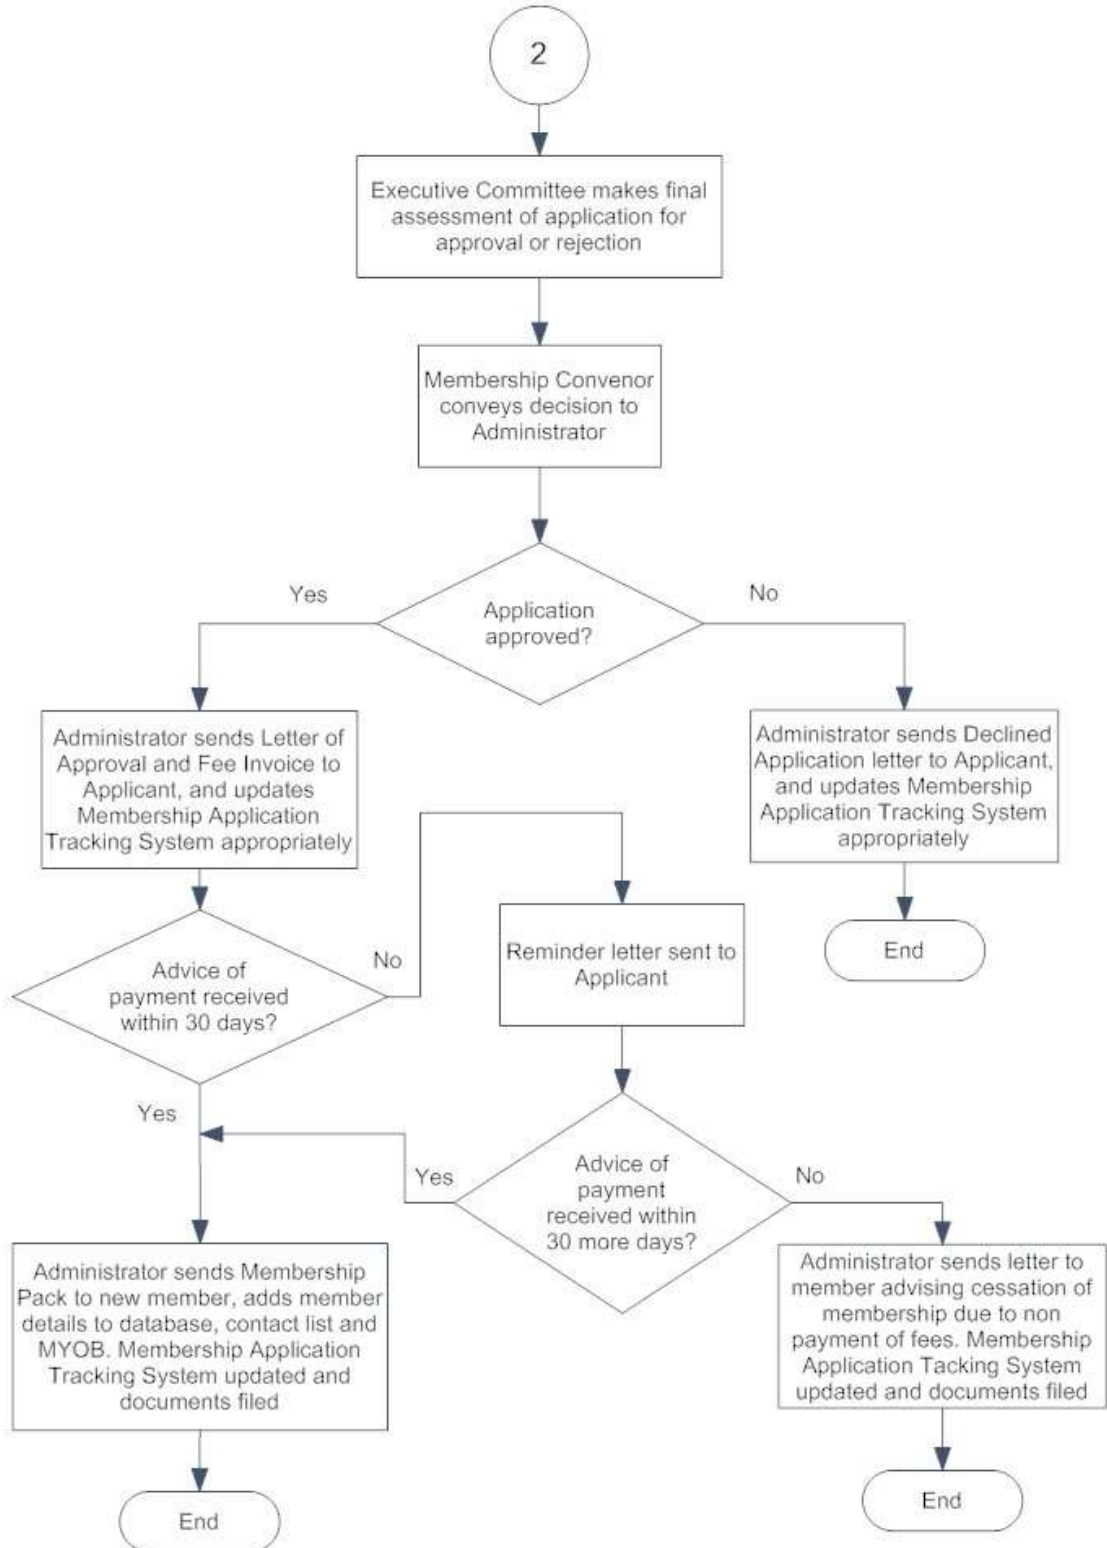 2
Executive Committee makes final
assessment of application for
approval or rejection
Membership Convenor
conveys decision to
Administrator
Application
approved?
Yes
No
Administrator sends Letter of
Approval and Fee Invoice to
Applicant, and updates
Membership Application
Tracking System appropriately
Administrator sends Declined
Application letter to Applicant,
and updates Membership
Application Tracking System
appropriately
End
Advice of
payment received
within 30 days?
No
Reminder letter sent to
Applicant
Yes
Advice of
payment
received within
30 more days?
Yes
No
Administrator sends Membership
Pack to new member, adds member
details to database, contact list and
MYOB. Membership Application
Tracking System updated and
documents filed
Administrator sends letter to
member advising cessation of
membership due to non
payment of fees. Membership
Application Tacking System
updated and documents filed
End
End